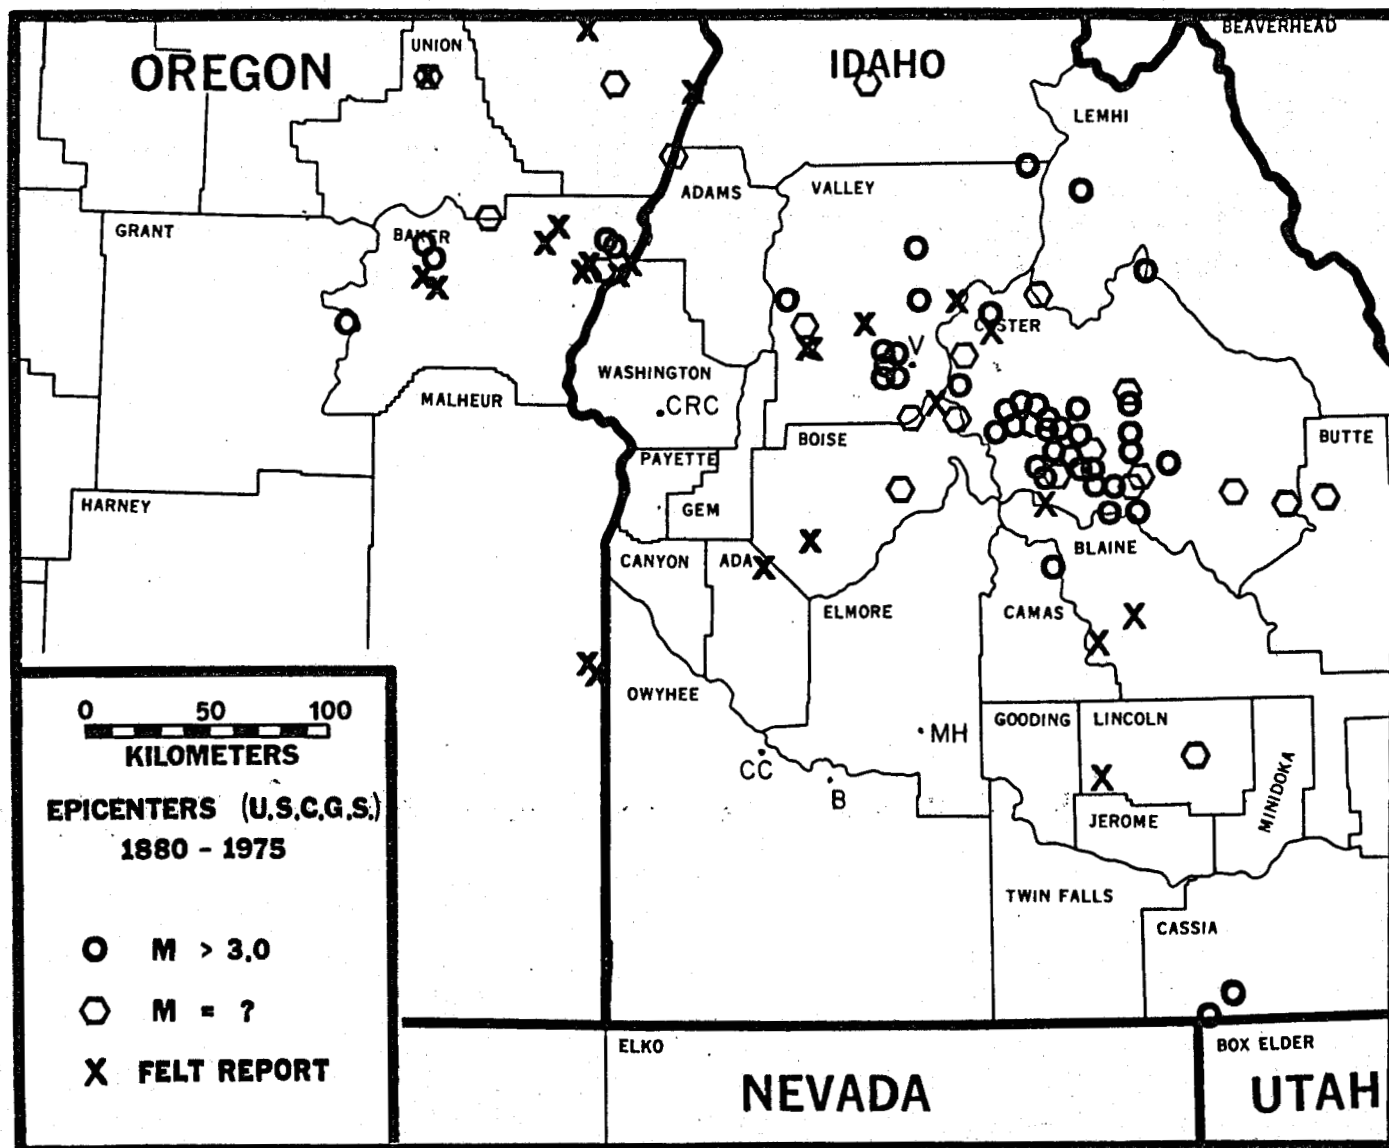 BEAVERHEAD
UNION
OREGON
IDAHO
LEMHI
ADAMS
VALLEY
GRANT
BAKER
CUSTER
V
WASHINGTON
MALHEUR
CRC
BOISE
BUTTE
PAYETTE
HARNEY
GEM
CANYON
ADA
BLAINE
ELMORE
CAMAS
OWYHEE
0 50 100
KILOMETERS
GOODING
LINCOLN
MH
CC
B
MINIDOKA
EPICENTERS (U.S.C.G.S.)
1880 - 1975
JEROME
TWIN FALLS
CASSIA
O M > 3.0
M = ?
X FELT REPORT
ELKO
BOX ELDER
NEVADA
UTAH